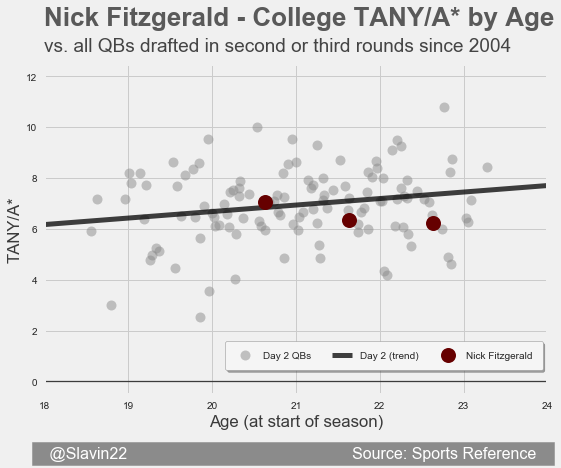 Nick Fitzgerald - College TANY/A* by Age
vs. all QBs drafted in second or third rounds since 2004
12
10
8
6
4
2
0
TANY/A*
Day 2 QBs Day 2 (trend) Nick Fitzgerald
18 19 20 21 22 23 24
Age (at start of season)
@Slavin22 Source: Sports Reference